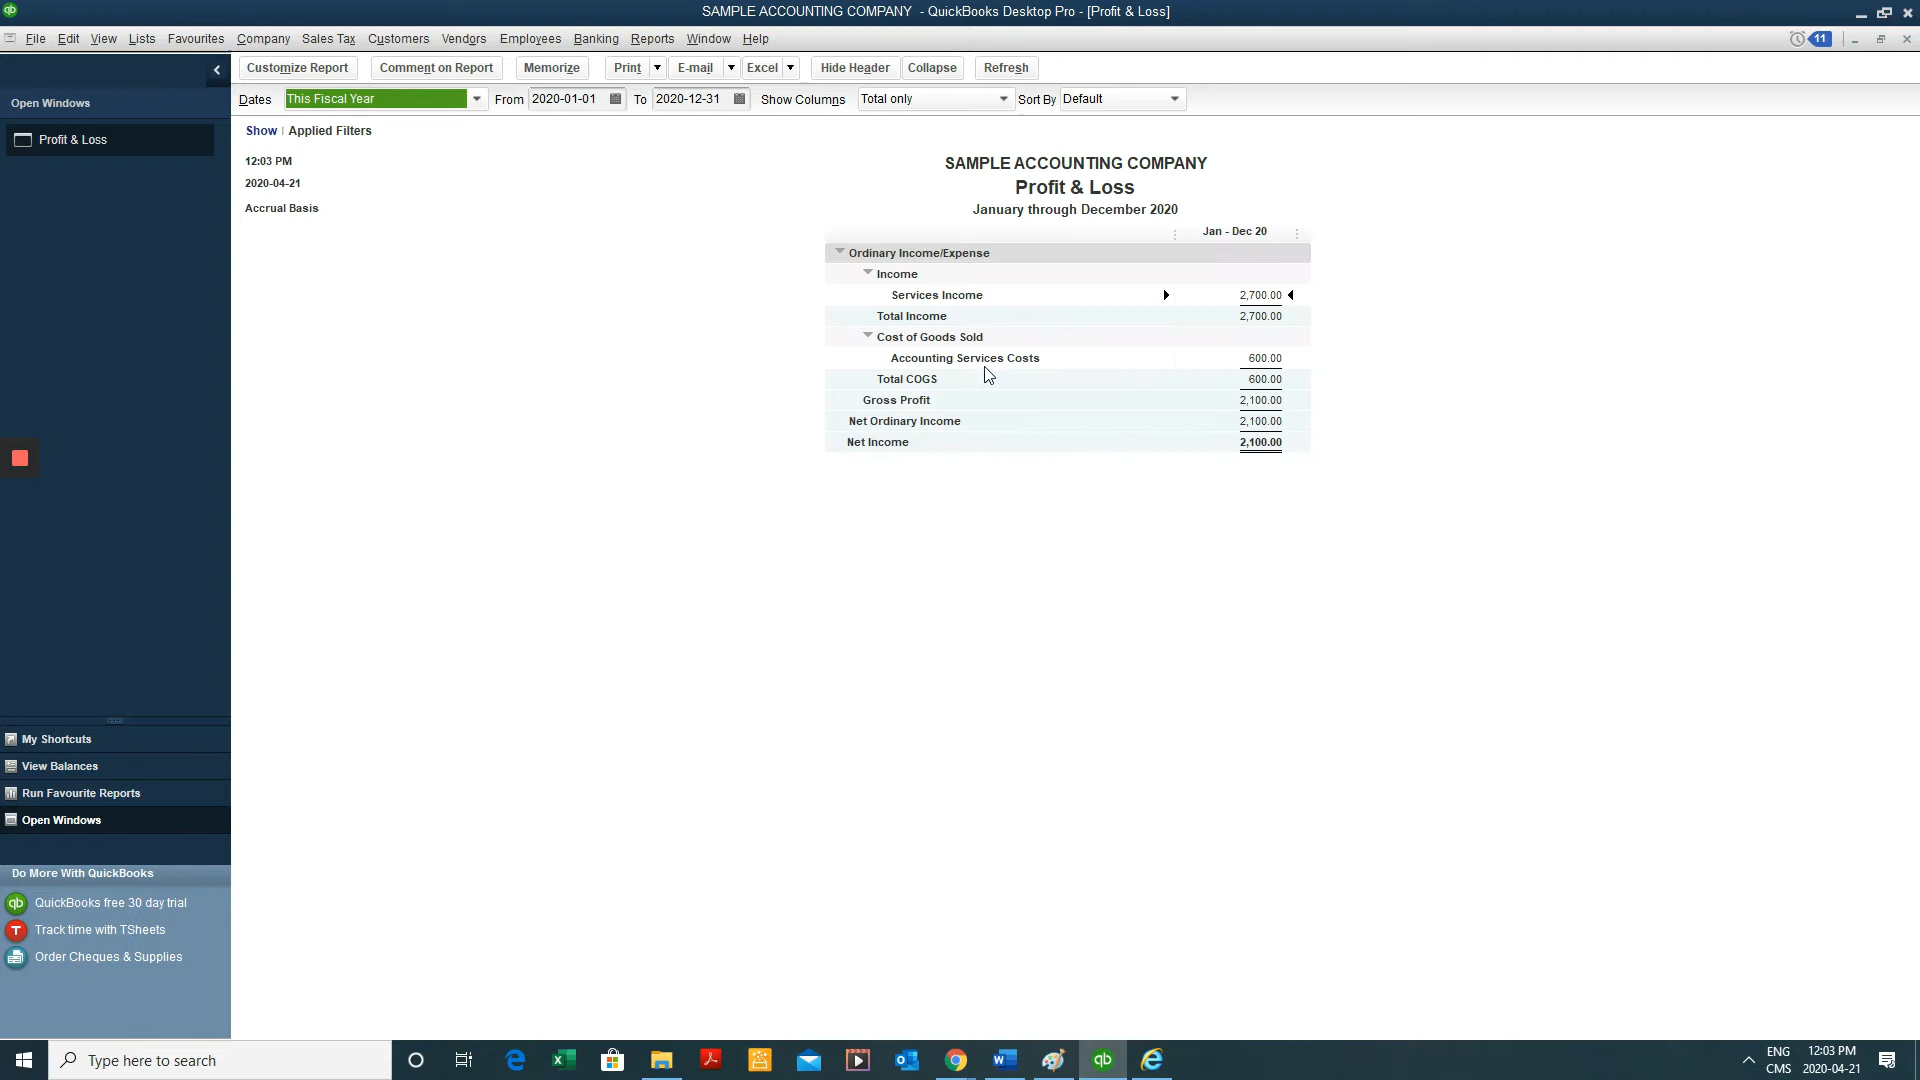 SAMPLE ACCOUNTING COMPANY - QuickBooks Desktop Pro - [Profit & Loss]
File Edit View Lists Favourites Company Sales Tax Customers Vendors Employees Banking Reports Window Help
11
Customize Report Comment on Report Memorize Print E-mail Excel Hide Header Collapse Refresh
Open Windows
Dates This Fiscal Year From 2020-01-01 To 2020-12-31 Show Columns Total only Sort By Default
Profit & Loss
Show | Applied Filters
12:03 PM
2020-04-21
Accrual Basis
SAMPLE ACCOUNTING COMPANY
Profit & Loss
January through December 2020
Jan - Dec 20
Ordinary Income/Expense
Income
Services Income 2,700.00
Total Income 2,700.00
Cost of Goods Sold
Accounting Services Costs 600.00
Total COGS 600.00
Gross Profit 2,100.00
Net Ordinary Income 2,100.00
Net Income 2,100.00
My Shortcuts
View Balances
Run Favourite Reports
Open Windows
Do More With QuickBooks
qb QuickBooks free 30 day trial
T Track time with TSheets
Order Cheques & Supplies
Type here to search
ENG
CMS
12:03 PM
2020-04-21